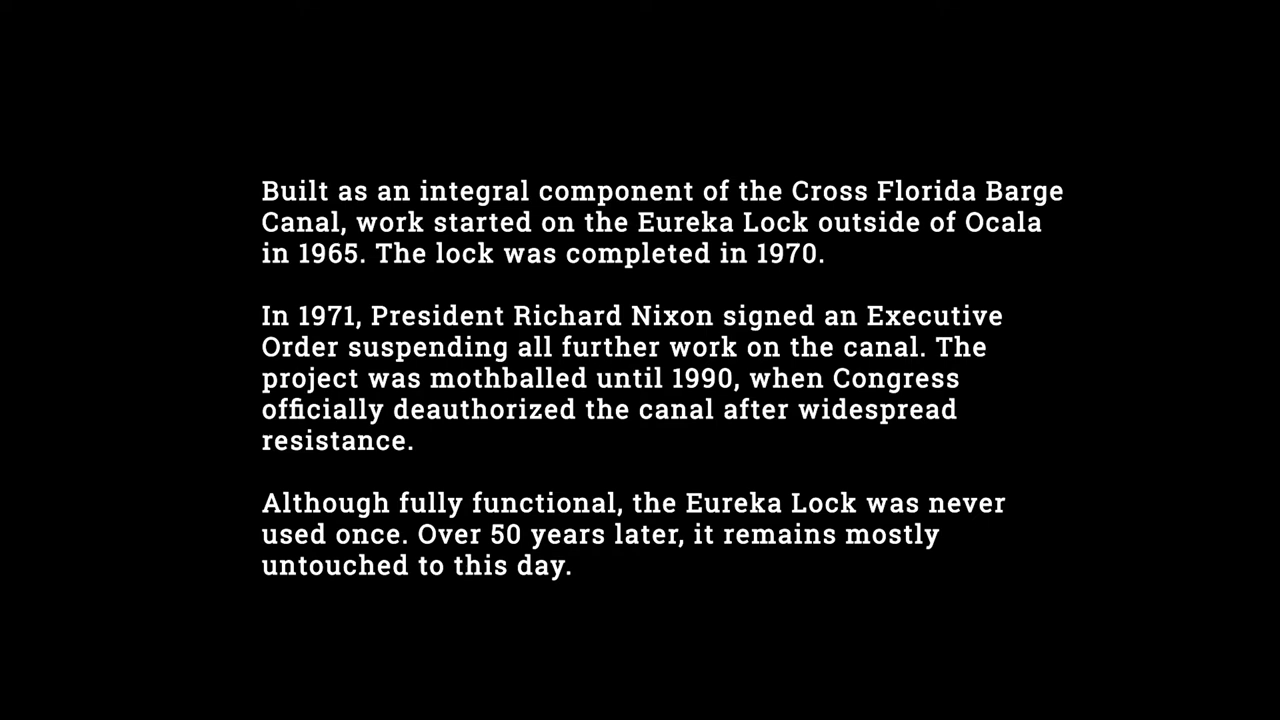 Built as an integral component of the Cross Florida Barge
Canal, work started on the Eureka Lock outside of Ocala
in 1965. The lock was completed in 1970.
In 1971, President Richard Nixon signed an Executive
Order suspending all further work on the canal. The
project was mothballed until 1990, when Congress
officially deauthorized the canal after widespread
resistance.
Although fully functional, the Eureka Lock was never
used once. Over 50 years later, it remains mostly
untouched to this day.